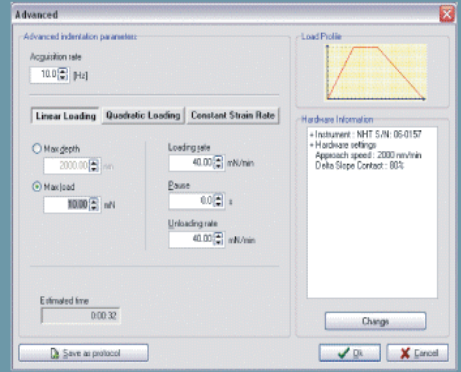 Advanced
Advanced indentation parameters
Acquisition rate
10.0 [Hz]
Linear Loading Quadratic Loading Constant Strain Rate
Max depth
2000.00 nm
Max load
10.00 mN
Loading rate
40.00 mN/min
Pause
0.0 s
Unloading rate
40.00 mN/min
Estimated time
0:00:32
Save as protocol
Load Profile
Hardware Information
+ Instrument : NHT S/N: 06-0157
+ Hardware settings
Approach speed : 2000 nm/min
Delta Slope Contact : 80%
Change
Ok Cancel